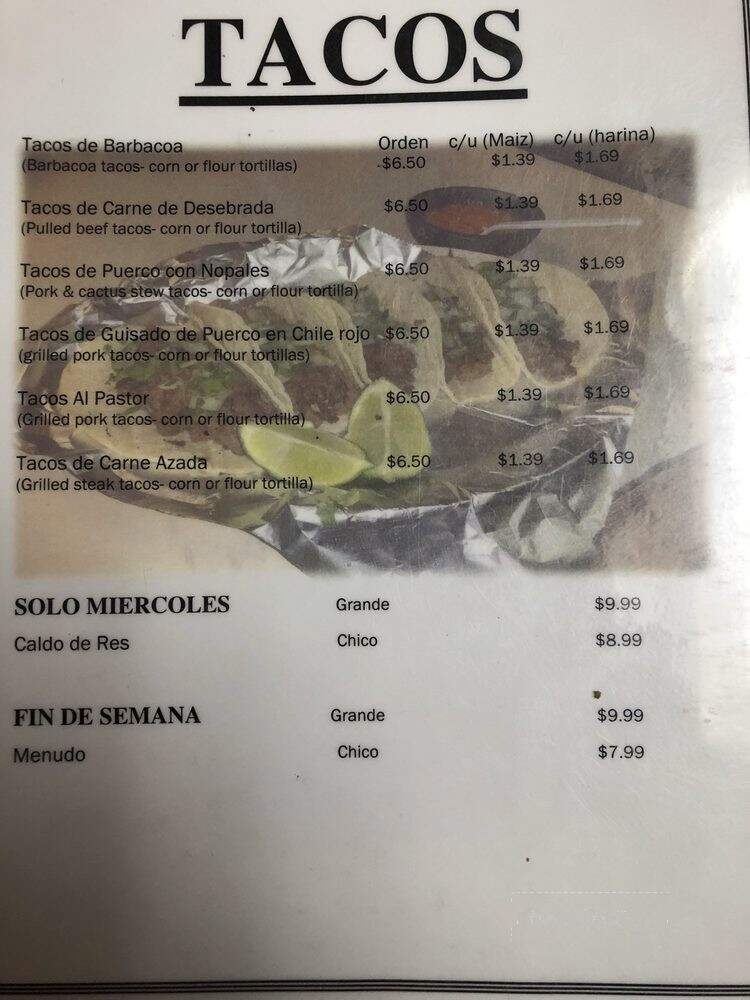 TACOS
Tacos de Barbacoa Orden c/u (Maiz) c/u (harina)
(Barbacoa tacos- corn or flour tortillas) $6.50 $1.39 $1.69
Tacos de Carne de Desebrada $6.50 $1.39 $1.69
(Pulled beef tacos- corn or flour tortilla)
Tacos de Puerco con Nopales $6.50 $1.39 $1.69
(Pork & cactus stew tacos- corn or flour tortilla)
Tacos de Guisado de Puerco en Chile rojo $6.50 $1.39 $1.69
(grilled pork tacos- corn or flour tortillas)
Tacos Al Pastor $6.50 $1.39 $1.69
(Grilled pork tacos- corn or flour tortilla)
Tacos de Carne Azada $6.50 $1.39 $1.69
(Grilled steak tacos- corn or flour tortilla)
SOLO MIERCOLES Grande $9.99
Caldo de Res Chico $8.99
FIN DE SEMANA Grande $9.99
Menudo Chico $7.99